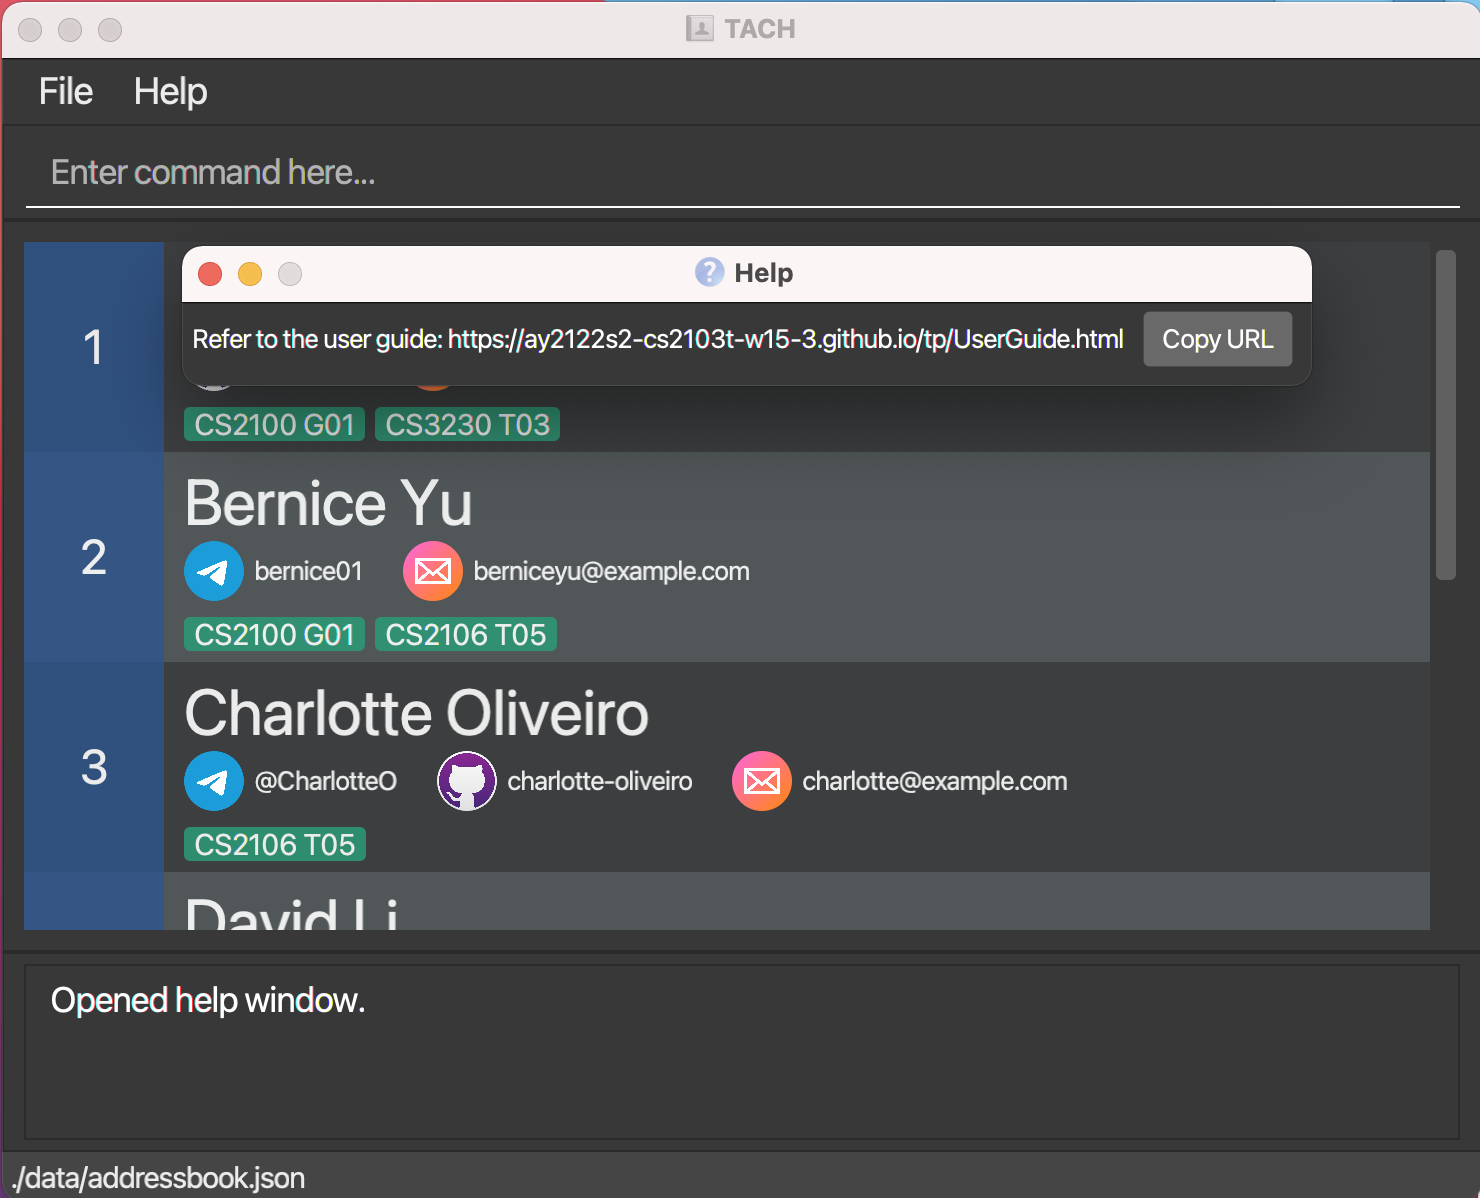 TACH
File Help
Enter command here...
Help
Refer to the user guide: https://ay2122s2-cs2103t-w15-3.github.io/tp/UserGuide.html Copy URL
1
CS2100 G01 CS3230 T03
Bernice Yu
2
bernice01 berniceyu@example.com
CS2100 G01 CS2106 T05
Charlotte Oliveiro
3
@CharlotteO charlotte-oliveiro charlotte@example.com
CS2106 T05
David Li
Opened help window.
./data/addressbook.json